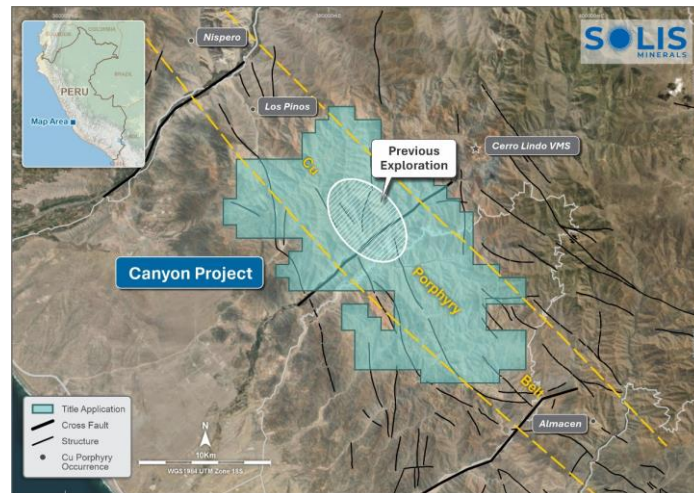 PERU
Map Area
SOLIS
MINERALS
Nispero
Los Pinos
Previous
Exploration
Cerro Lindo VMS
Cu
Porphyry
Belt
Canyon Project
Almacen
Title Application
Cross Fault
Structure
Cu Porphyry
Occurrence
N
10Km
WGS1984 UTM Zone 18S